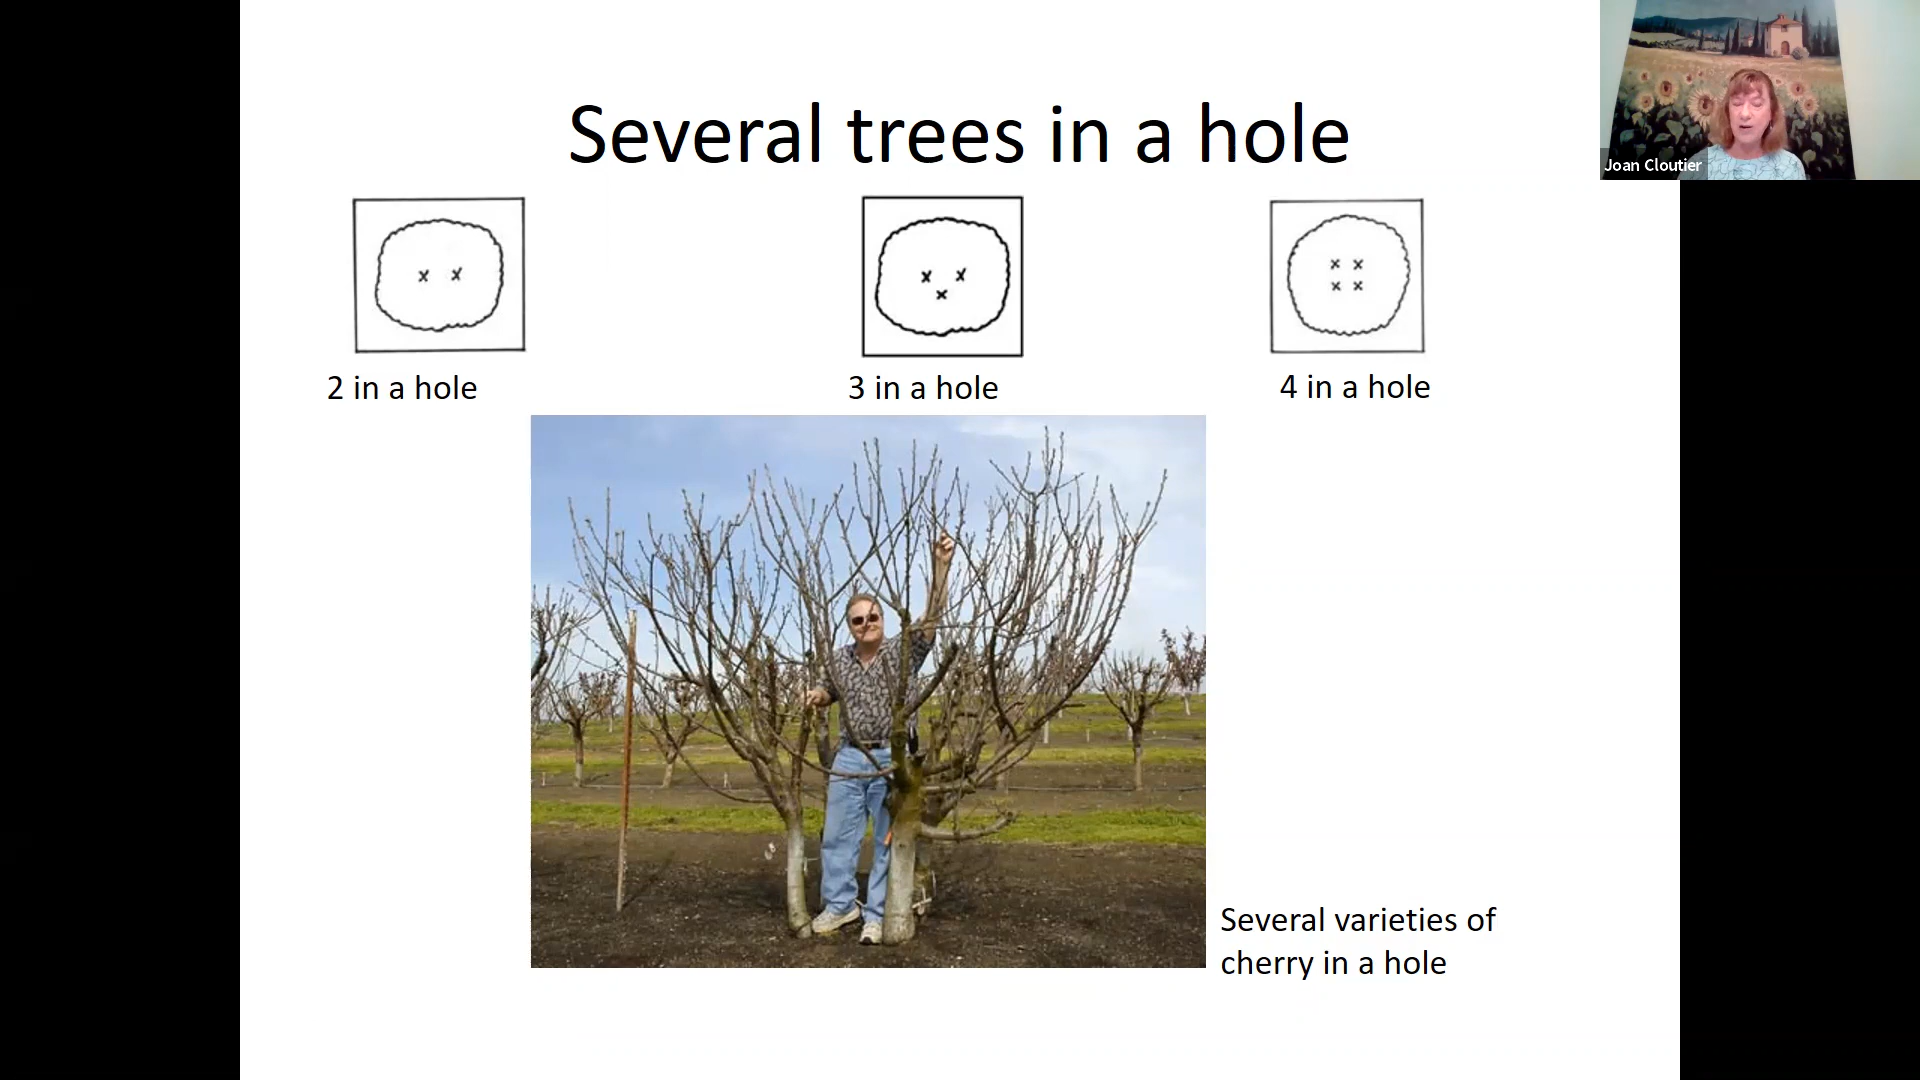 Several trees in a hole
Joan Cloutier
x x
x x
x
x x
x x
2 in a hole
3 in a hole
4 in a hole
Several varieties of
cherry in a hole